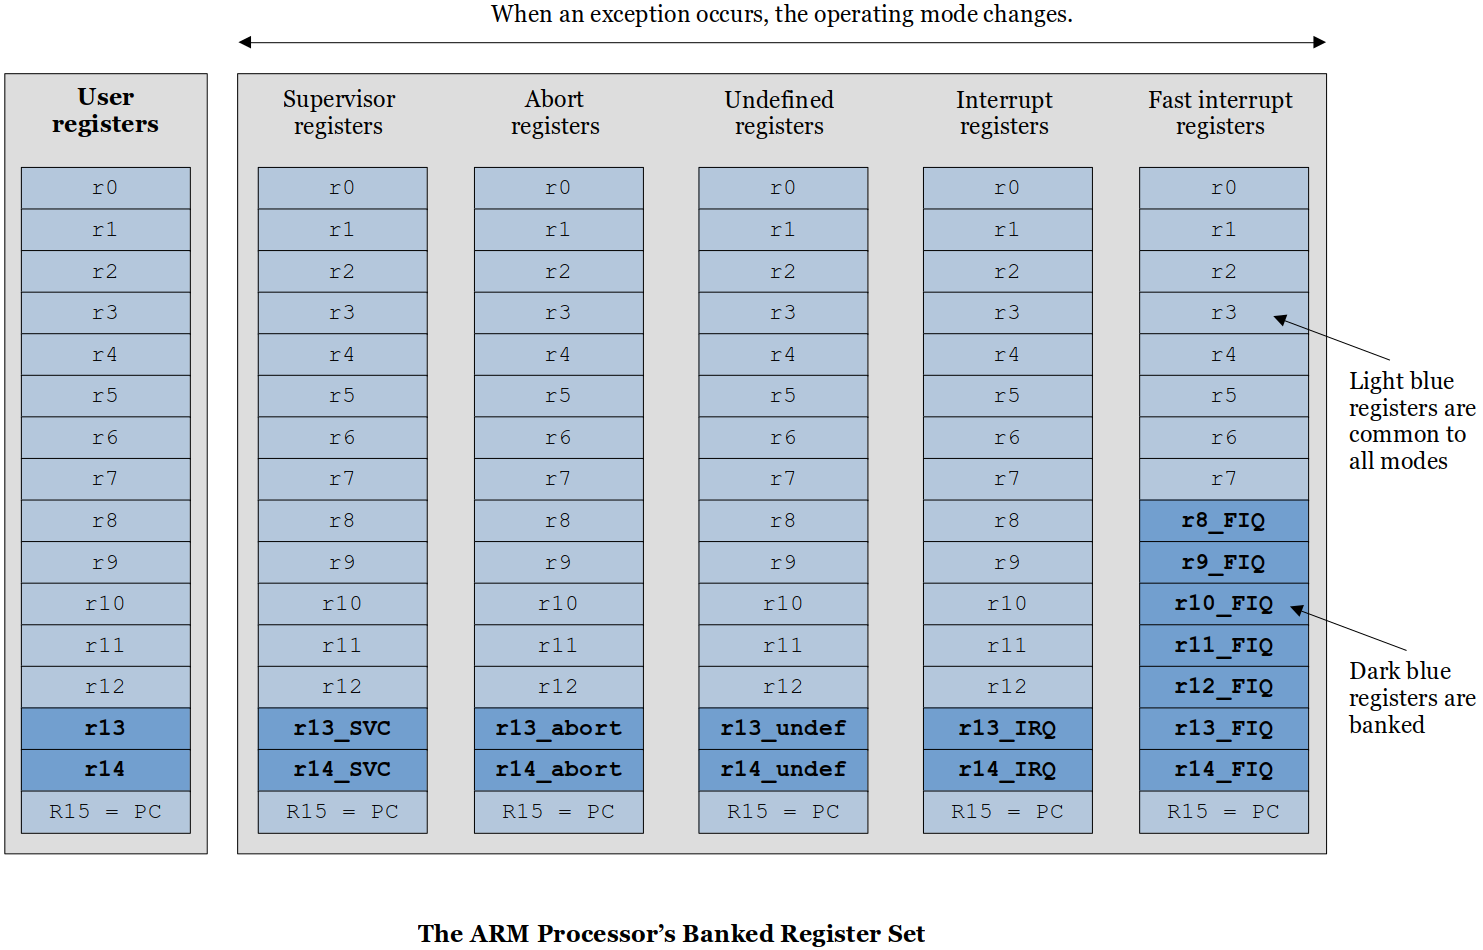 When an exception occurs, the operating mode changes.
User
registers
r0
r1
r2
r3
r4
r5
r6
r7
r8
r9
r10
r11
r12
r13
r14
R15 = PC
Supervisor
registers
r0
r1
r2
r3
r4
r5
r6
r7
r8
r9
r10
r11
r12
r13_SVC
r14_SVC
R15 = PC
Abort
registers
r0
r1
r2
r3
r4
r5
r6
r7
r8
r9
r10
r11
r12
r13_abort
r14_abort
R15 = PC
Undefined
registers
r0
r1
r2
r3
r4
r5
r6
r7
r8
r9
r10
r11
r12
r13_undef
r14_undef
R15 = PC
Interrupt
registers
r0
r1
r2
r3
r4
r5
r6
r7
r8
r9
r10
r11
r12
r13_IRQ
r14_IRQ
R15 = PC
Fast interrupt
registers
r0
r1
r2
r3
r4
r5
r6
r7
r8_FIQ
r9_FIQ
r10_FIQ
r11_FIQ
r12_FIQ
r13_FIQ
r14_FIQ
R15 = PC
Light blue
registers are
common to
all modes
Dark blue
registers are
banked
The ARM Processor’s Banked Register Set